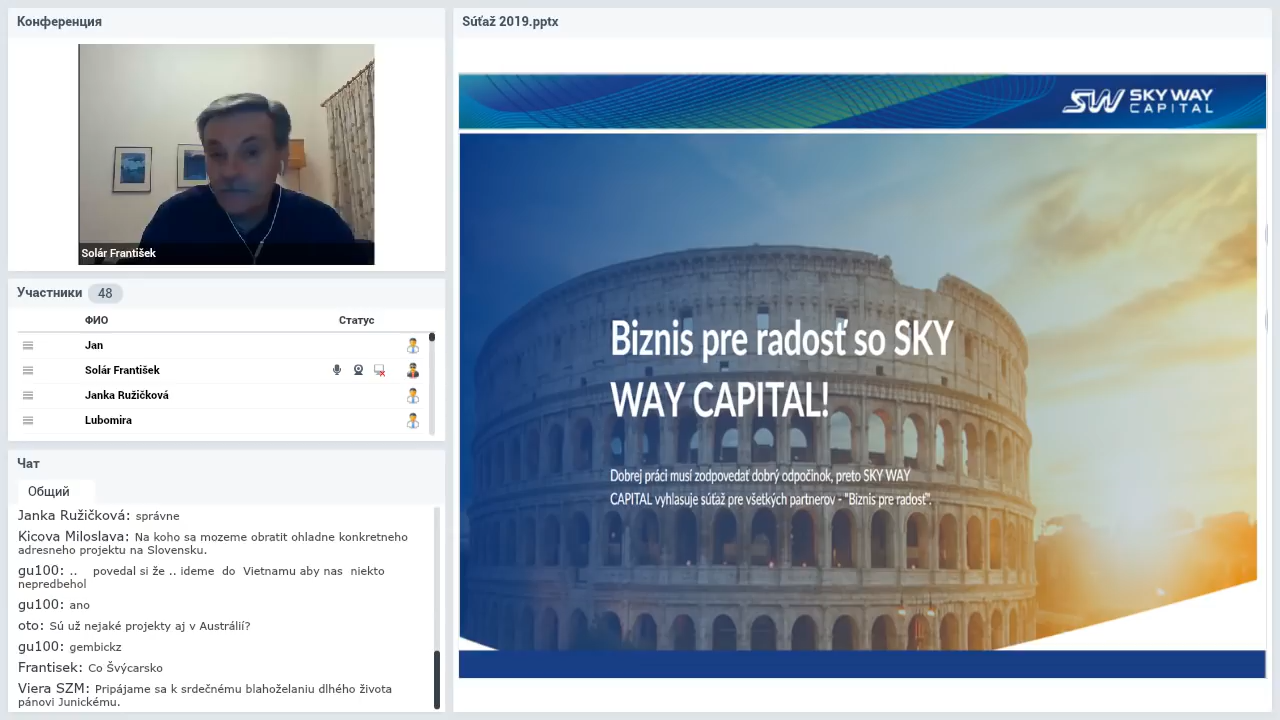 Конференция
Solár František
Участники 48
ФИО Статус
Jan
Solár František
Janka Ružičková
Lubomira
Чат
Общий
Janka Ružičková: správne
Kicova Miloslava: Na koho sa mozeme obratit ohladne konkretneho
adresneho projektu na Slovensku.
gu100: .. povedal si že .. ideme do Vietnamu aby nas niekto
nepredbehol
gu100: ano
oto: Sú už nejaké projekty aj v Austrálií?
gu100: gembickz
Frantisek: Co Švýcarsko
Viera SZM: Pripájame sa k srdečnému blahoželaniu dlhého života
pánovi Junickému.
Súťaž 2019.pptx
SW SKY WAY
CAPITAL
Biznis pre radosť so SKY
WAY CAPITAL!
Dobrej práci musí zodpovedať dobrý odpočinok, preto SKY WAY
CAPITAL vyhlasuje súťaž pre všetkých partnerov - "Biznis pre radosť".